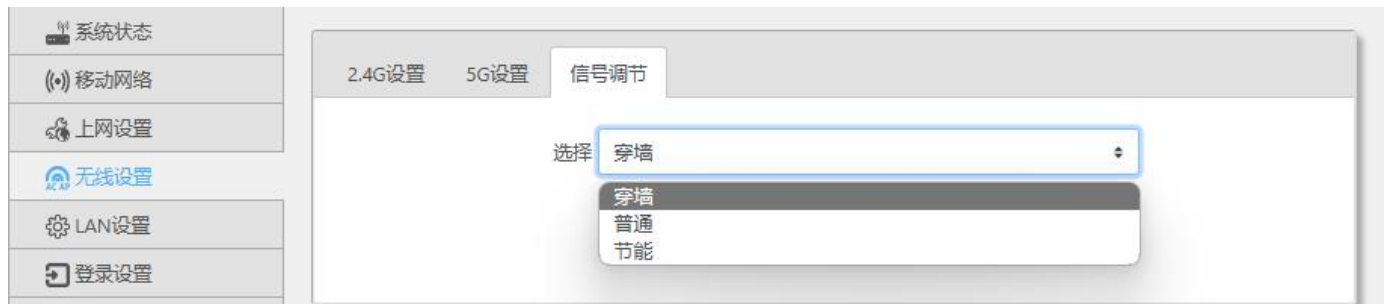 系统状态
移动网络
上网设置
无线设置
LAN设置
登录设置
2.4G设置 5G设置 信号调节
选择 穿墙
穿墙
普通
节能